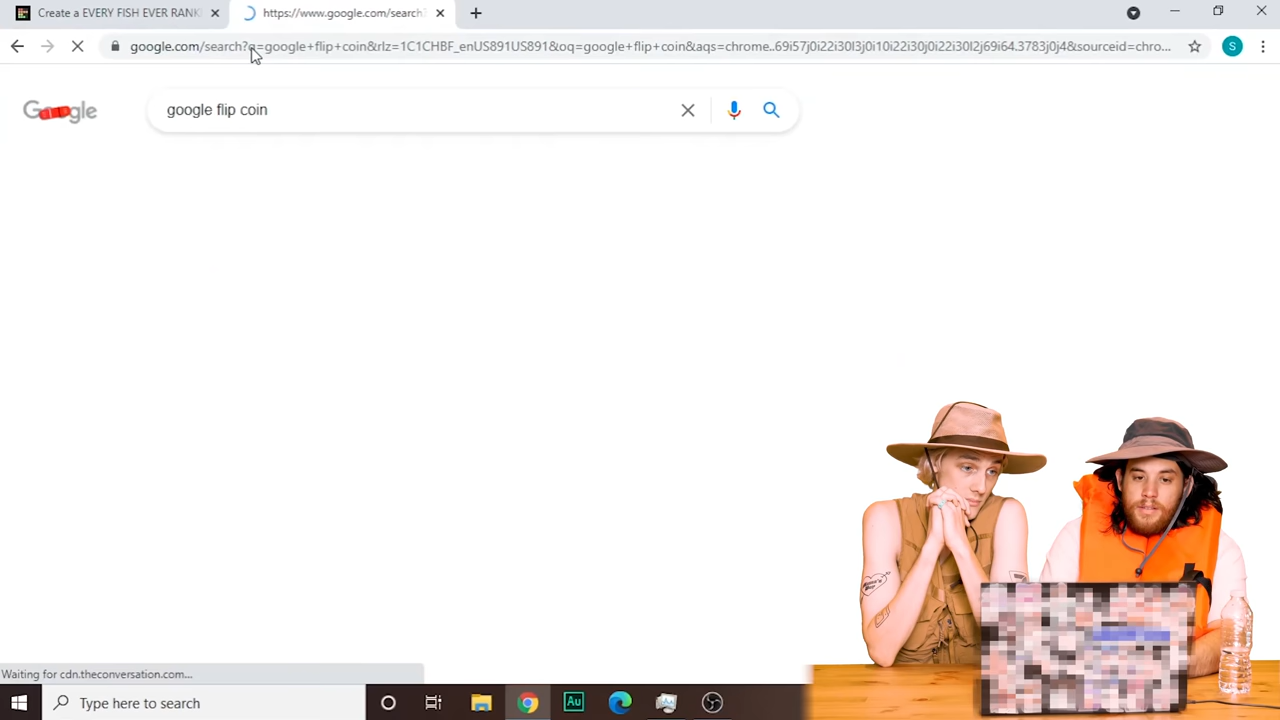 Create a EVERY FISH EVER RANK
https://www.google.com/search?
google.com/search?q=google+flip+coin&rlz=1C1CHBF_enUS891US891&oq=google+flip+coin&aqs=chrome..69i57j0i22i30l3j0i10i22i30j0i22i30l2j69i64.3783j0j4&sourceid=chro...
S
Google
google flip coin
Waiting for cdn.theconversation.com...
Type here to search
Au